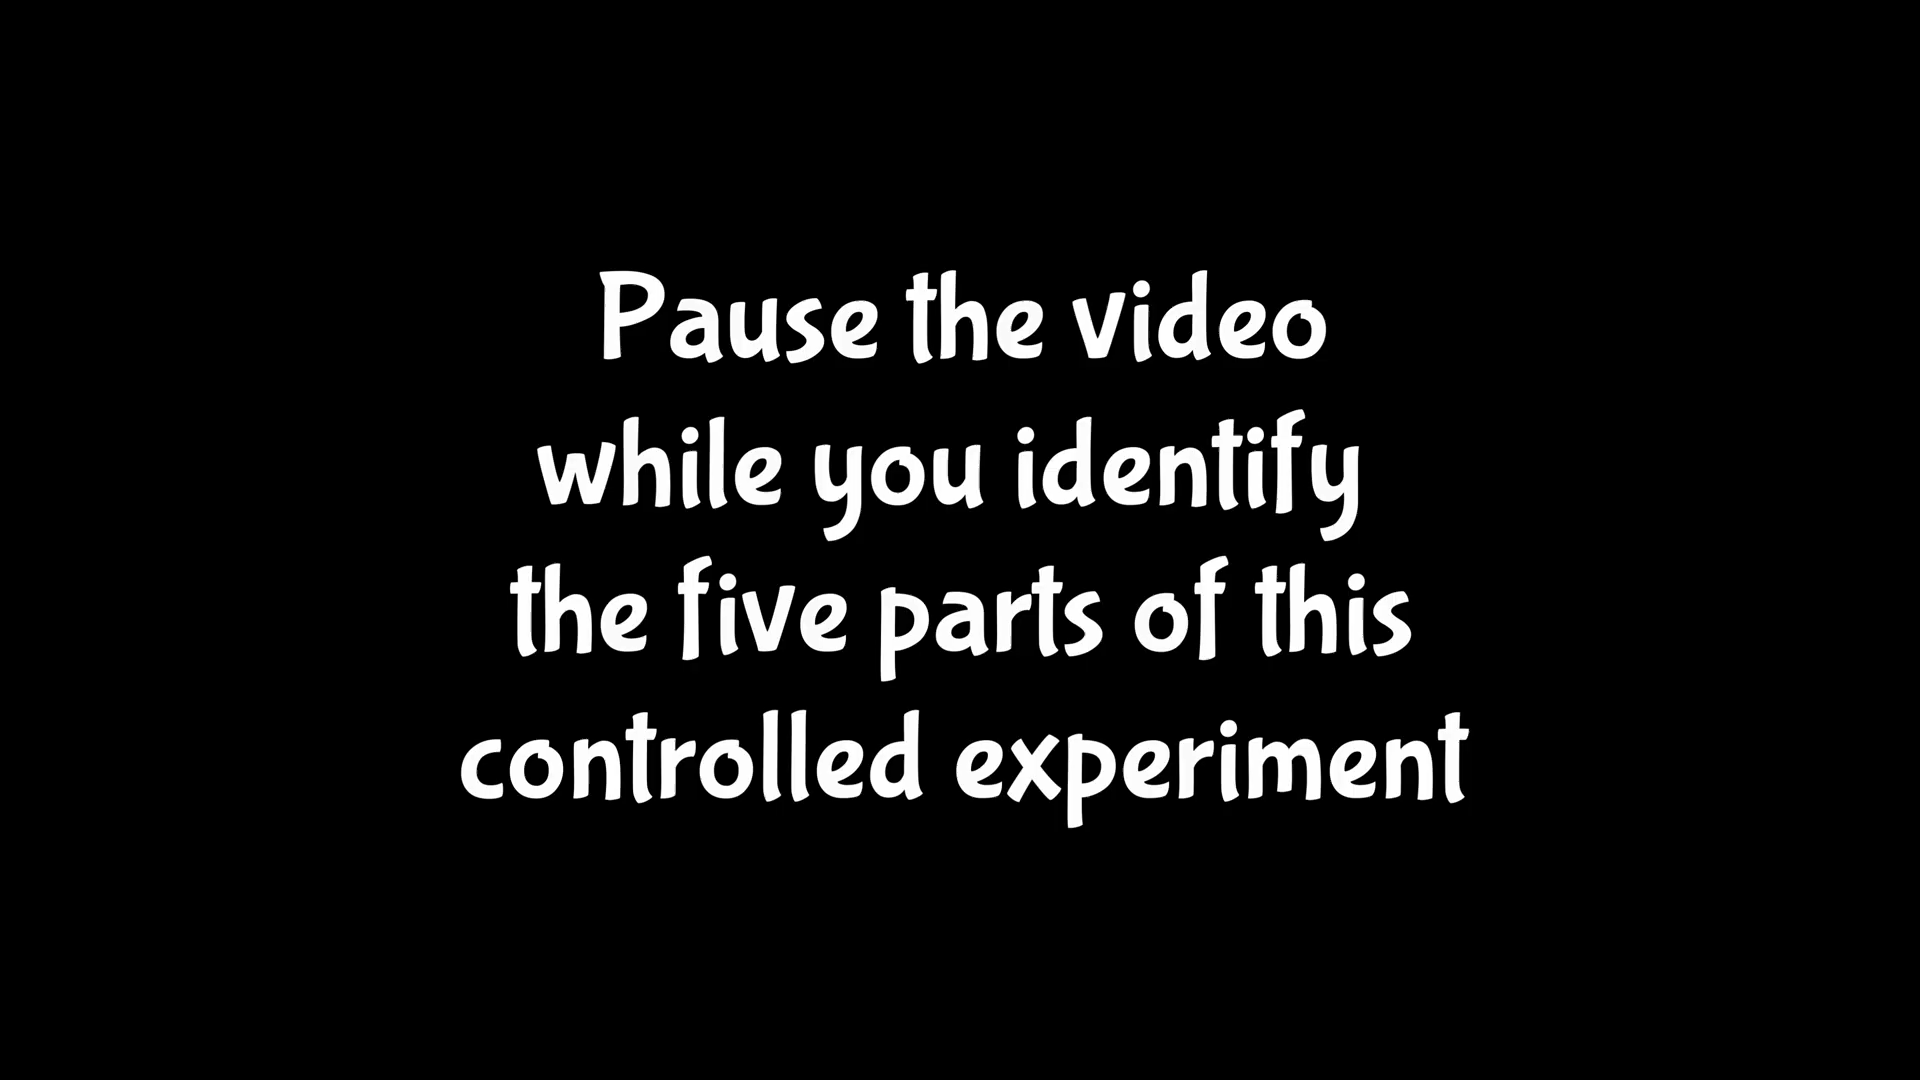 Pause the video
while you identify
the five parts of this
controlled experiment